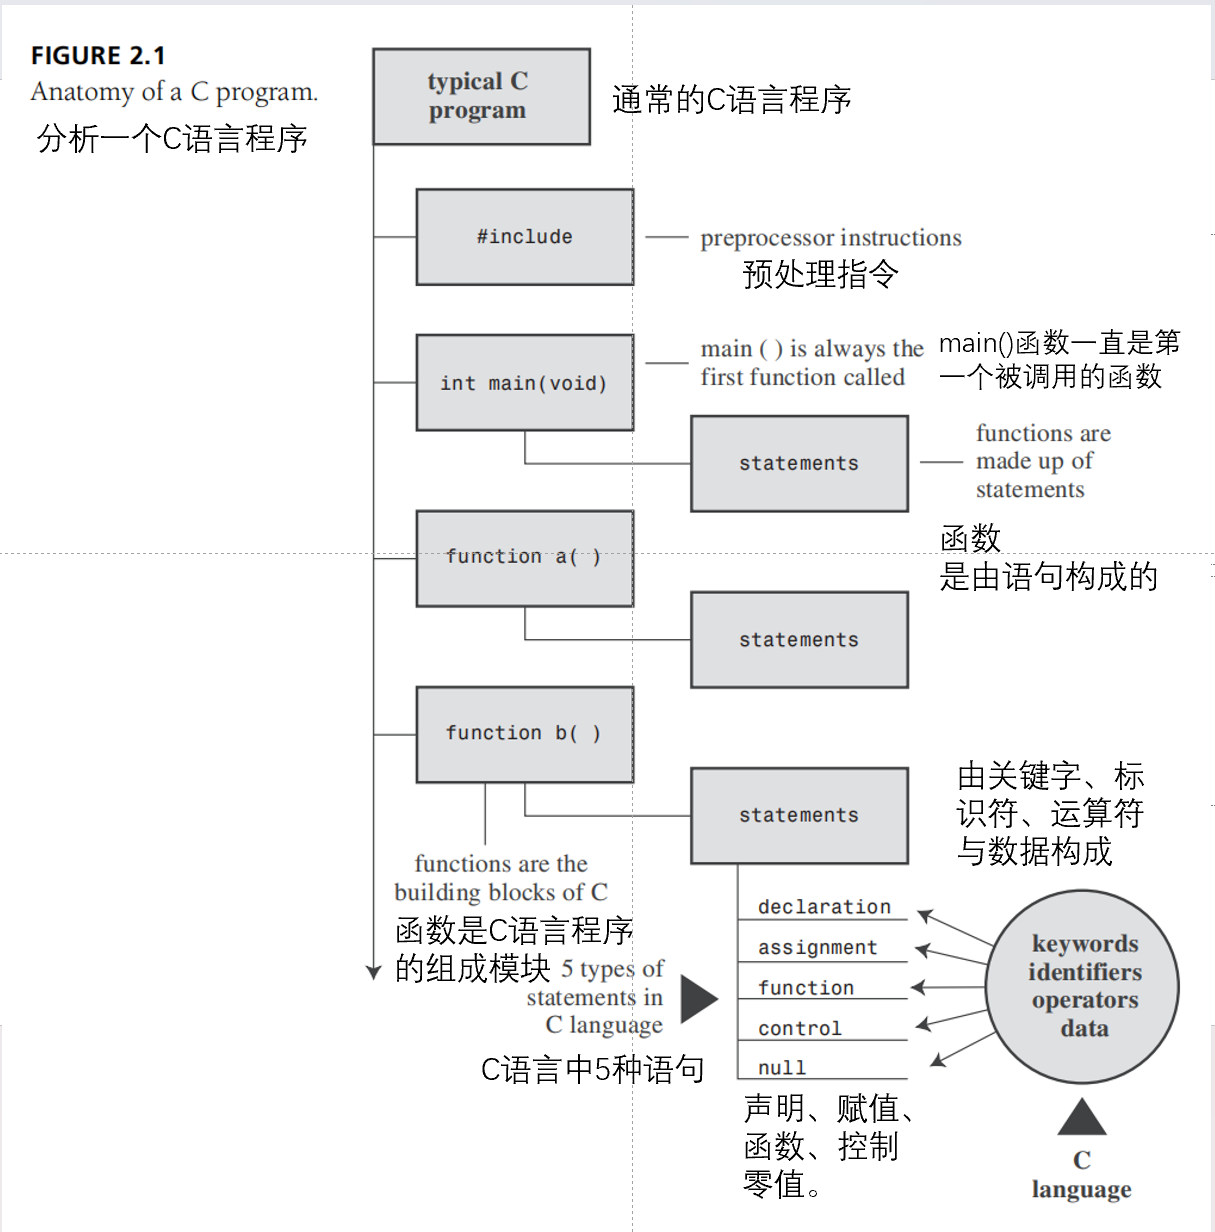 FIGURE 2.1
Anatomy of a C program.
分析一个C语言程序
typical C
program
通常的C语言程序
#include
preprocessor instructions
预处理指令
int main(void)
main ( ) is always the
first function called
main()函数一直是第
一个被调用的函数
statements
functions are
made up of
statements
函数
是由语句构成的
function a( )
statements
function b( )
statements
functions are the
building blocks of C
函数是C语言程序
的组成模块
5 types of
statements in
C language
C语言中5种语句
declaration
assignment
function
control
null
声明、赋值、
函数、控制
零值。
由关键字、标
识符、运算符
与数据构成
keywords
identifiers
operators
data
C
language